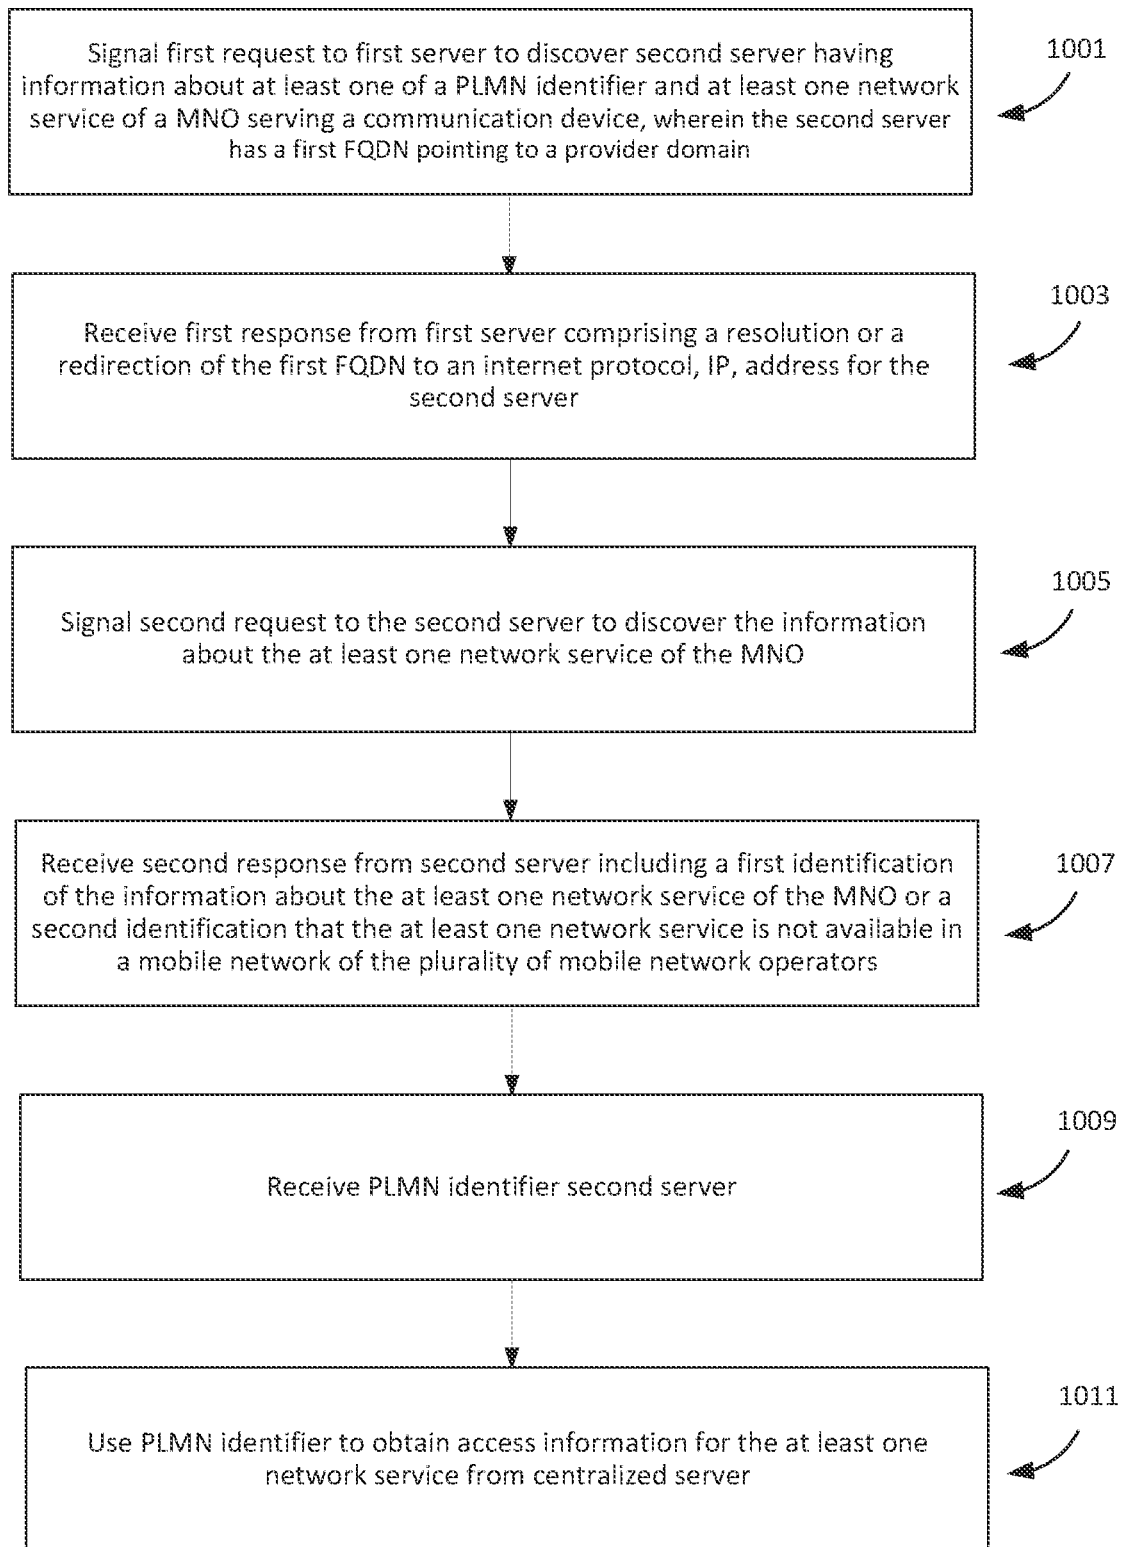 Signal first request to first server to discover second server having
information about at least one of a PLMN identifier and at least one network
service of a MNO serving a communication device, wherein the second server
has a first FQDN pointing to a provider domain
1001
Receive first response from first server comprising a resolution or a
redirection of the first FQDN to an internet protocol, IP, address for the
second server
1003
Signal second request to the second server to discover the information
about the at least one network service of the MNO
1005
Receive second response from second server including a first identification
of the information about the at least one network service of the MNO or a
second identification that the at least one network service is not available in
a mobile network of the plurality of mobile network operators
1007
Receive PLMN identifier second server
1009
Use PLMN identifier to obtain access information for the at least one
network service from centralized server
1011